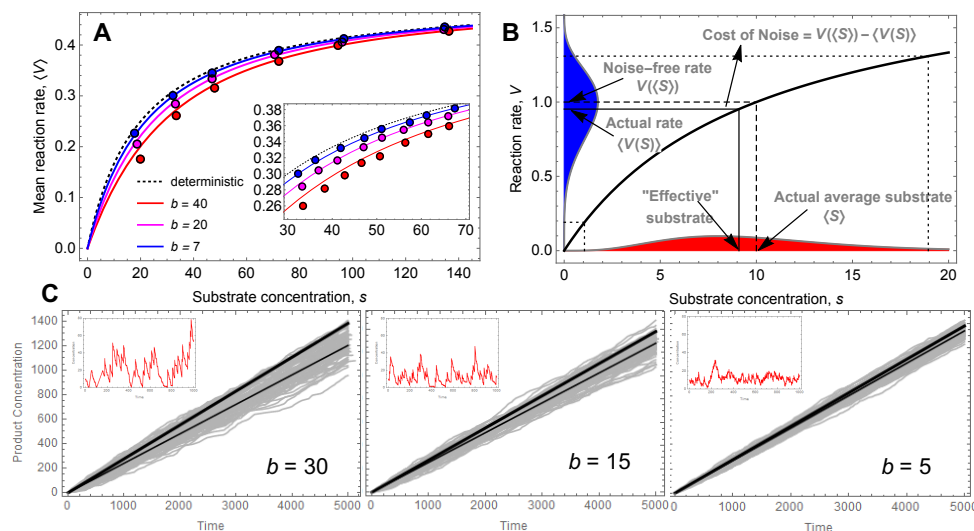 A
0.4
0.3
0.2
0.1
0.0
Mean reaction rate, ⟨V⟩
deterministic
b = 40
b = 20
b = 7
0.38
0.36
0.34
0.32
0.30
0.28
0.26
30 40 50 60 70
0 20 40 60 80 100 120 140
Substrate concentration, s
B
1.5
1.0
0.5
0.0
Reaction rate, V
Cost of Noise = V(⟨S⟩) − ⟨V(S)⟩
Noise−free rate
V(⟨S⟩)
Actual rate
⟨V(S)⟩
"Effective"
substrate
Actual average substrate
⟨S⟩
0 5 10 15 20
Substrate concentration, s
C
Product Concentration
1400
1200
1000
800
600
400
200
0
Time
b = 30
0 1000 2000 3000 4000 5000
Time
Time
b = 15
0 1000 2000 3000 4000 5000
Time
Time
b = 5
0 1000 2000 3000 4000 5000
Time